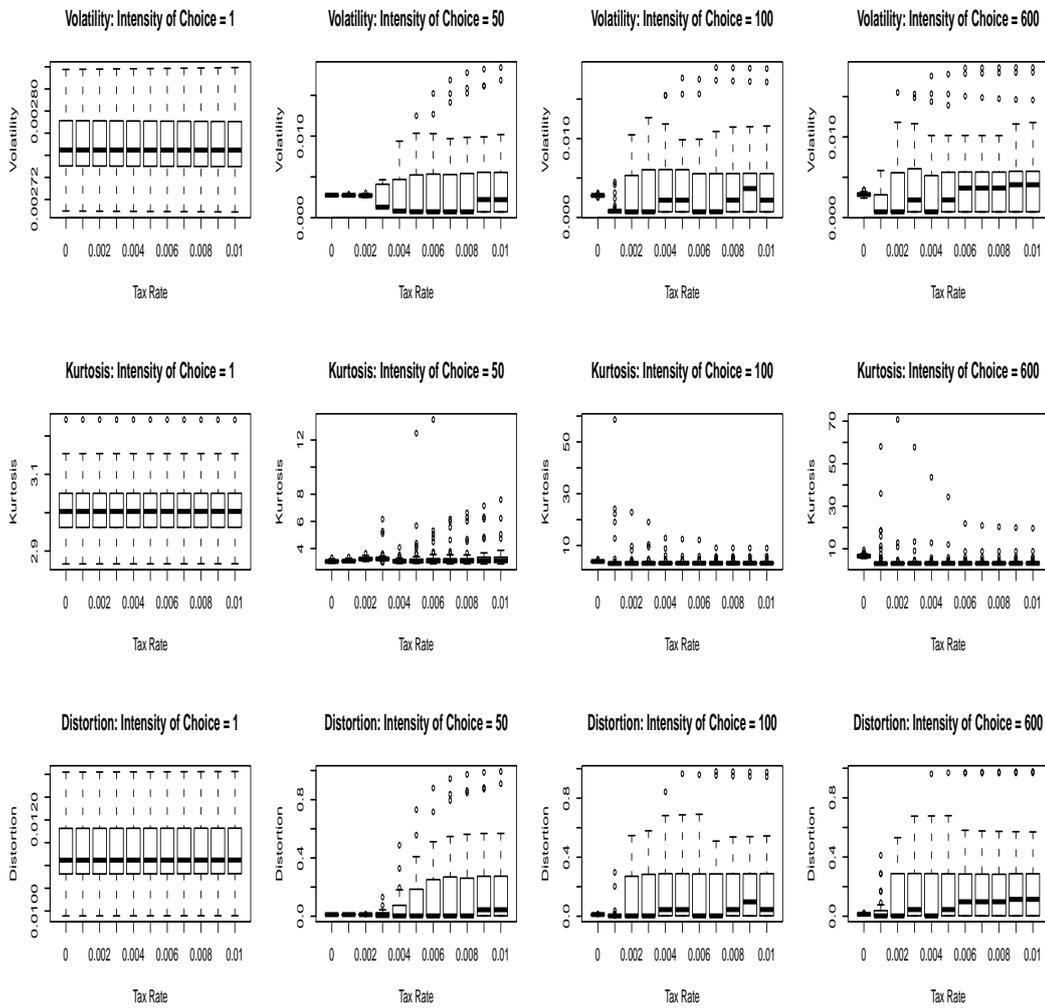 Volatility: Intensity of Choice = 1
Volatility: Intensity of Choice = 50
Volatility: Intensity of Choice = 100
Volatility: Intensity of Choice = 600
Volatility
0.00272 0.00280
0 0.002 0.004 0.006 0.008 0.01
Tax Rate
Volatility
0.000 0.010
0 0.002 0.004 0.006 0.008 0.01
Tax Rate
Volatility
0.000 0.010
0 0.002 0.004 0.006 0.008 0.01
Tax Rate
Volatility
0.000 0.010
0 0.002 0.004 0.006 0.008 0.01
Tax Rate
Kurtosis: Intensity of Choice = 1
Kurtosis: Intensity of Choice = 50
Kurtosis: Intensity of Choice = 100
Kurtosis: Intensity of Choice = 600
Kurtosis
2.9 3.1
0 0.002 0.004 0.006 0.008 0.01
Tax Rate
Kurtosis
4 6 8 12
0 0.002 0.004 0.006 0.008 0.01
Tax Rate
Kurtosis
10 30 50
0 0.002 0.004 0.006 0.008 0.01
Tax Rate
Kurtosis
10 30 50 70
0 0.002 0.004 0.006 0.008 0.01
Tax Rate
Distortion: Intensity of Choice = 1
Distortion: Intensity of Choice = 50
Distortion: Intensity of Choice = 100
Distortion: Intensity of Choice = 600
Distortion
0.0100 0.0120
0 0.002 0.004 0.006 0.008 0.01
Tax Rate
Distortion
0.0 0.4 0.8
0 0.002 0.004 0.006 0.008 0.01
Tax Rate
Distortion
0.0 0.4 0.8
0 0.002 0.004 0.006 0.008 0.01
Tax Rate
Distortion
0.0 0.4 0.8
0 0.002 0.004 0.006 0.008 0.01
Tax Rate